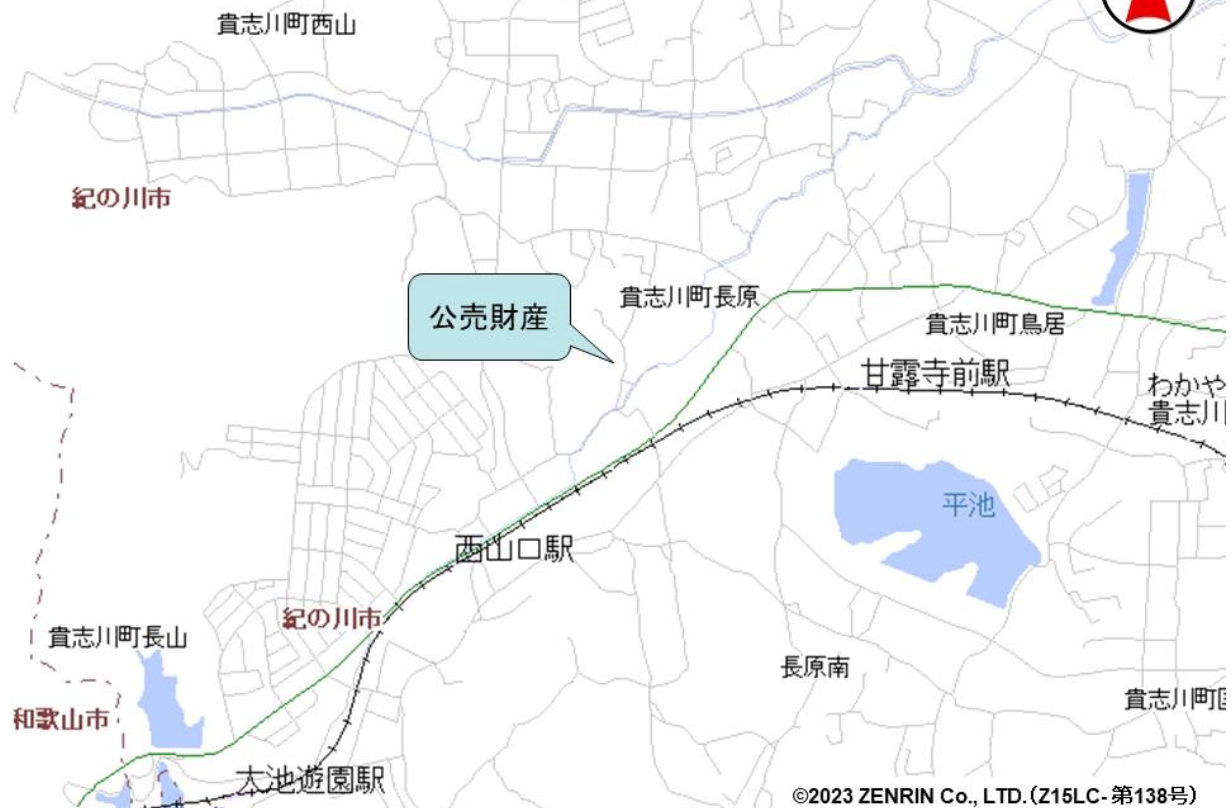 貴志川町西山
紀の川市
公売財産
貴志川町長原
貴志川町鳥居
甘露寺前駅
わかや
貴志川
平池
西山口駅
紀の川市
貴志川町長山
長原南
貴志川町
和歌山市
大池遊園駅
©2023 ZENRIN Co., LTD.(Z15LC-第138号)